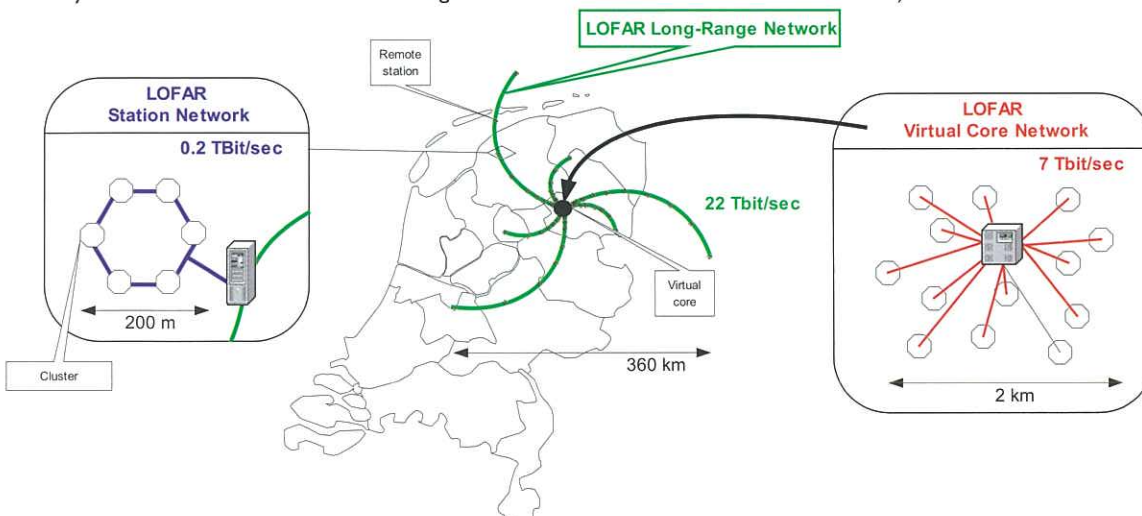 LOFAR Long-Range Network
Remote
station
LOFAR
Station Network
0.2 TBit/sec
200 m
Cluster
22 Tbit/sec
Virtual
core
360 km
LOFAR
Virtual Core Network
7 Tbit/sec
2 km